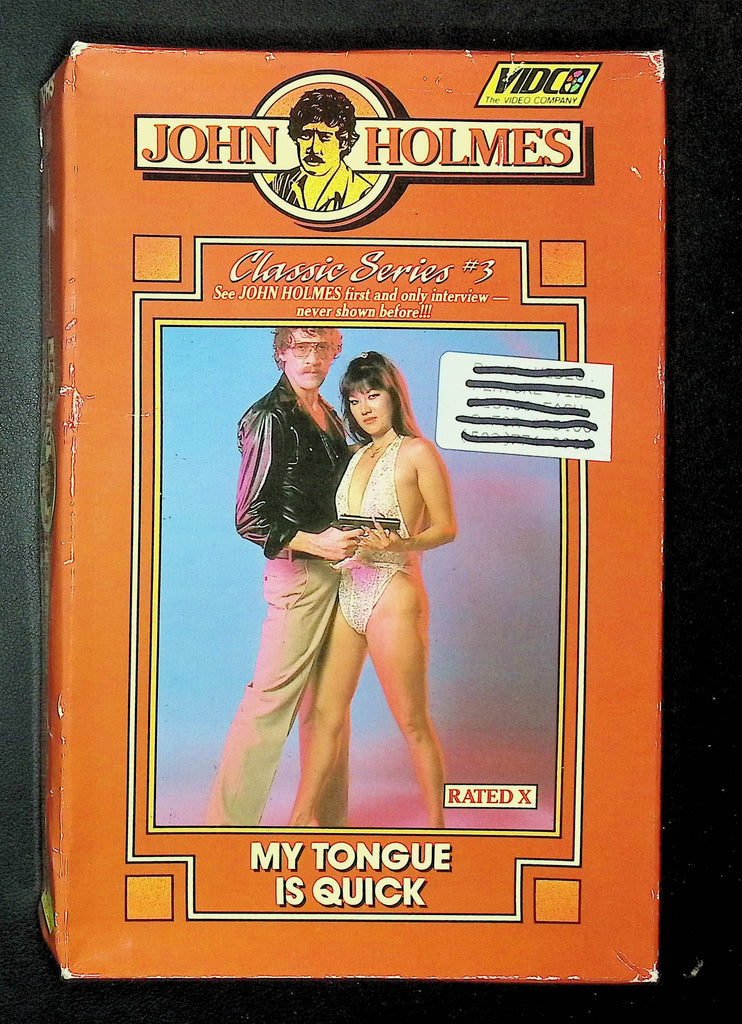 VIDCO
The VIDEO COMPANY
JOHN HOLMES
Classic Series #3
See JOHN HOLMES first and only interview —
never shown before!!!
RATED X
MY TONGUE
IS QUICK